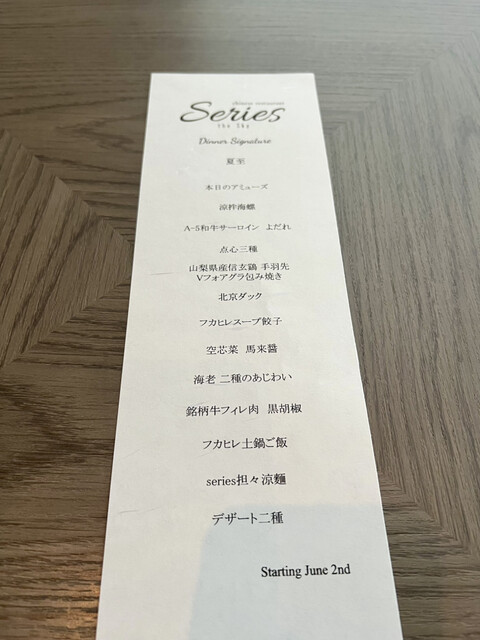 chinese restaurant
Series
the Sky
Dinner Signature
夏至
本日のアミューズ
涼拌海螺
A-5和牛サーロイン よだれ
点心三種
山梨県産信玄鶏 手羽先
Vフォアグラ包み焼き
北京ダック
フカヒレスープ餃子
空芯菜 馬来醤
海老 二種のあじわい
銘柄牛フィレ肉 黒胡椒
フカヒレ土鍋ご飯
series担々涼麺
デザート二種
Starting June 2nd